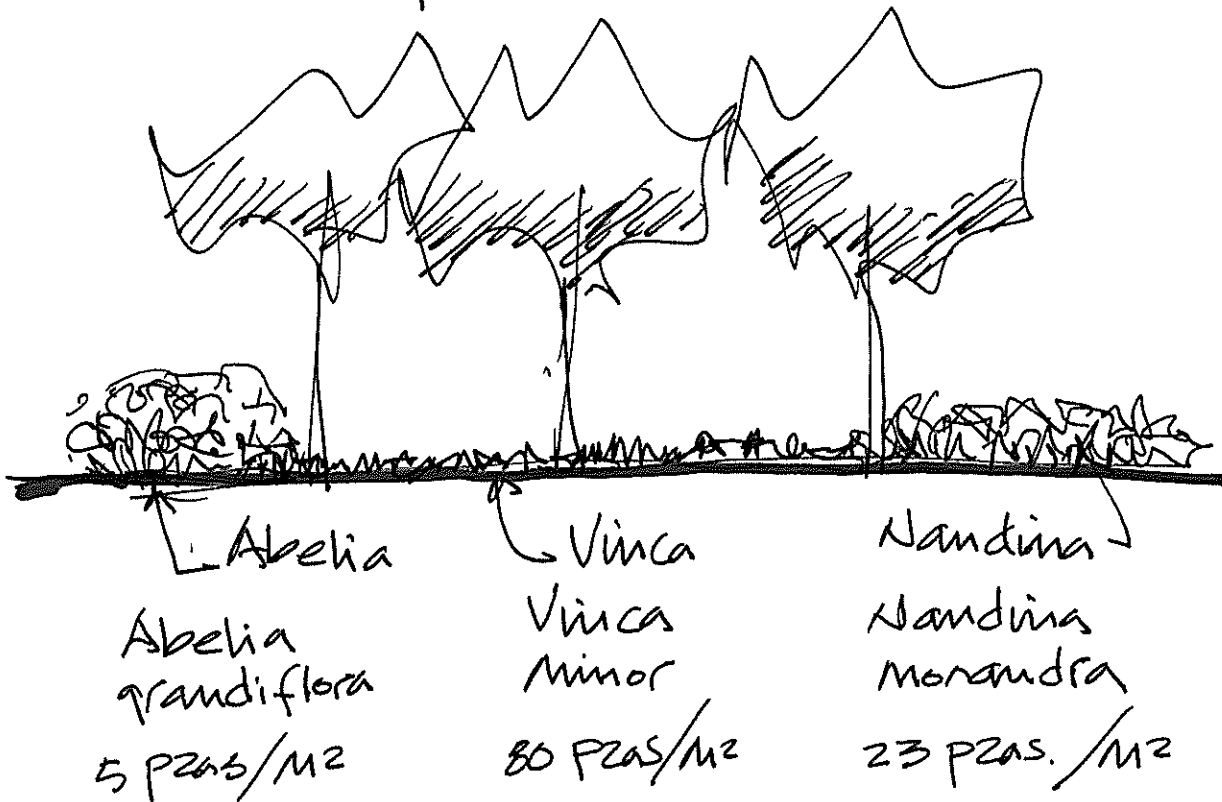 Abelia
Vinca
Nandina
Abelia
grandiflora
Vinca
Minor
Nandina
monandra
5 pzas/M2
80 pzas/M2
23 pzas./M2